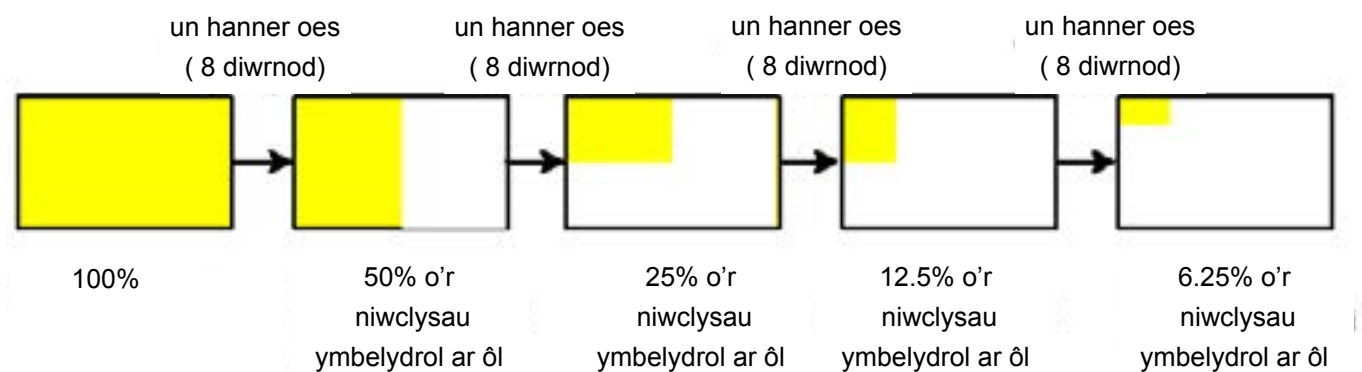 un hanner oes
( 8 diwrnod)
un hanner oes
( 8 diwrnod)
un hanner oes
( 8 diwrnod)
un hanner oes
( 8 diwrnod)
100%
50% o’r
niwclysau
ymbelydrol ar ôl
25% o’r
niwclysau
ymbelydrol ar ôl
12.5% o’r
niwclysau
ymbelydrol ar ôl
6.25% o’r
niwclysau
ymbelydrol ar ôl